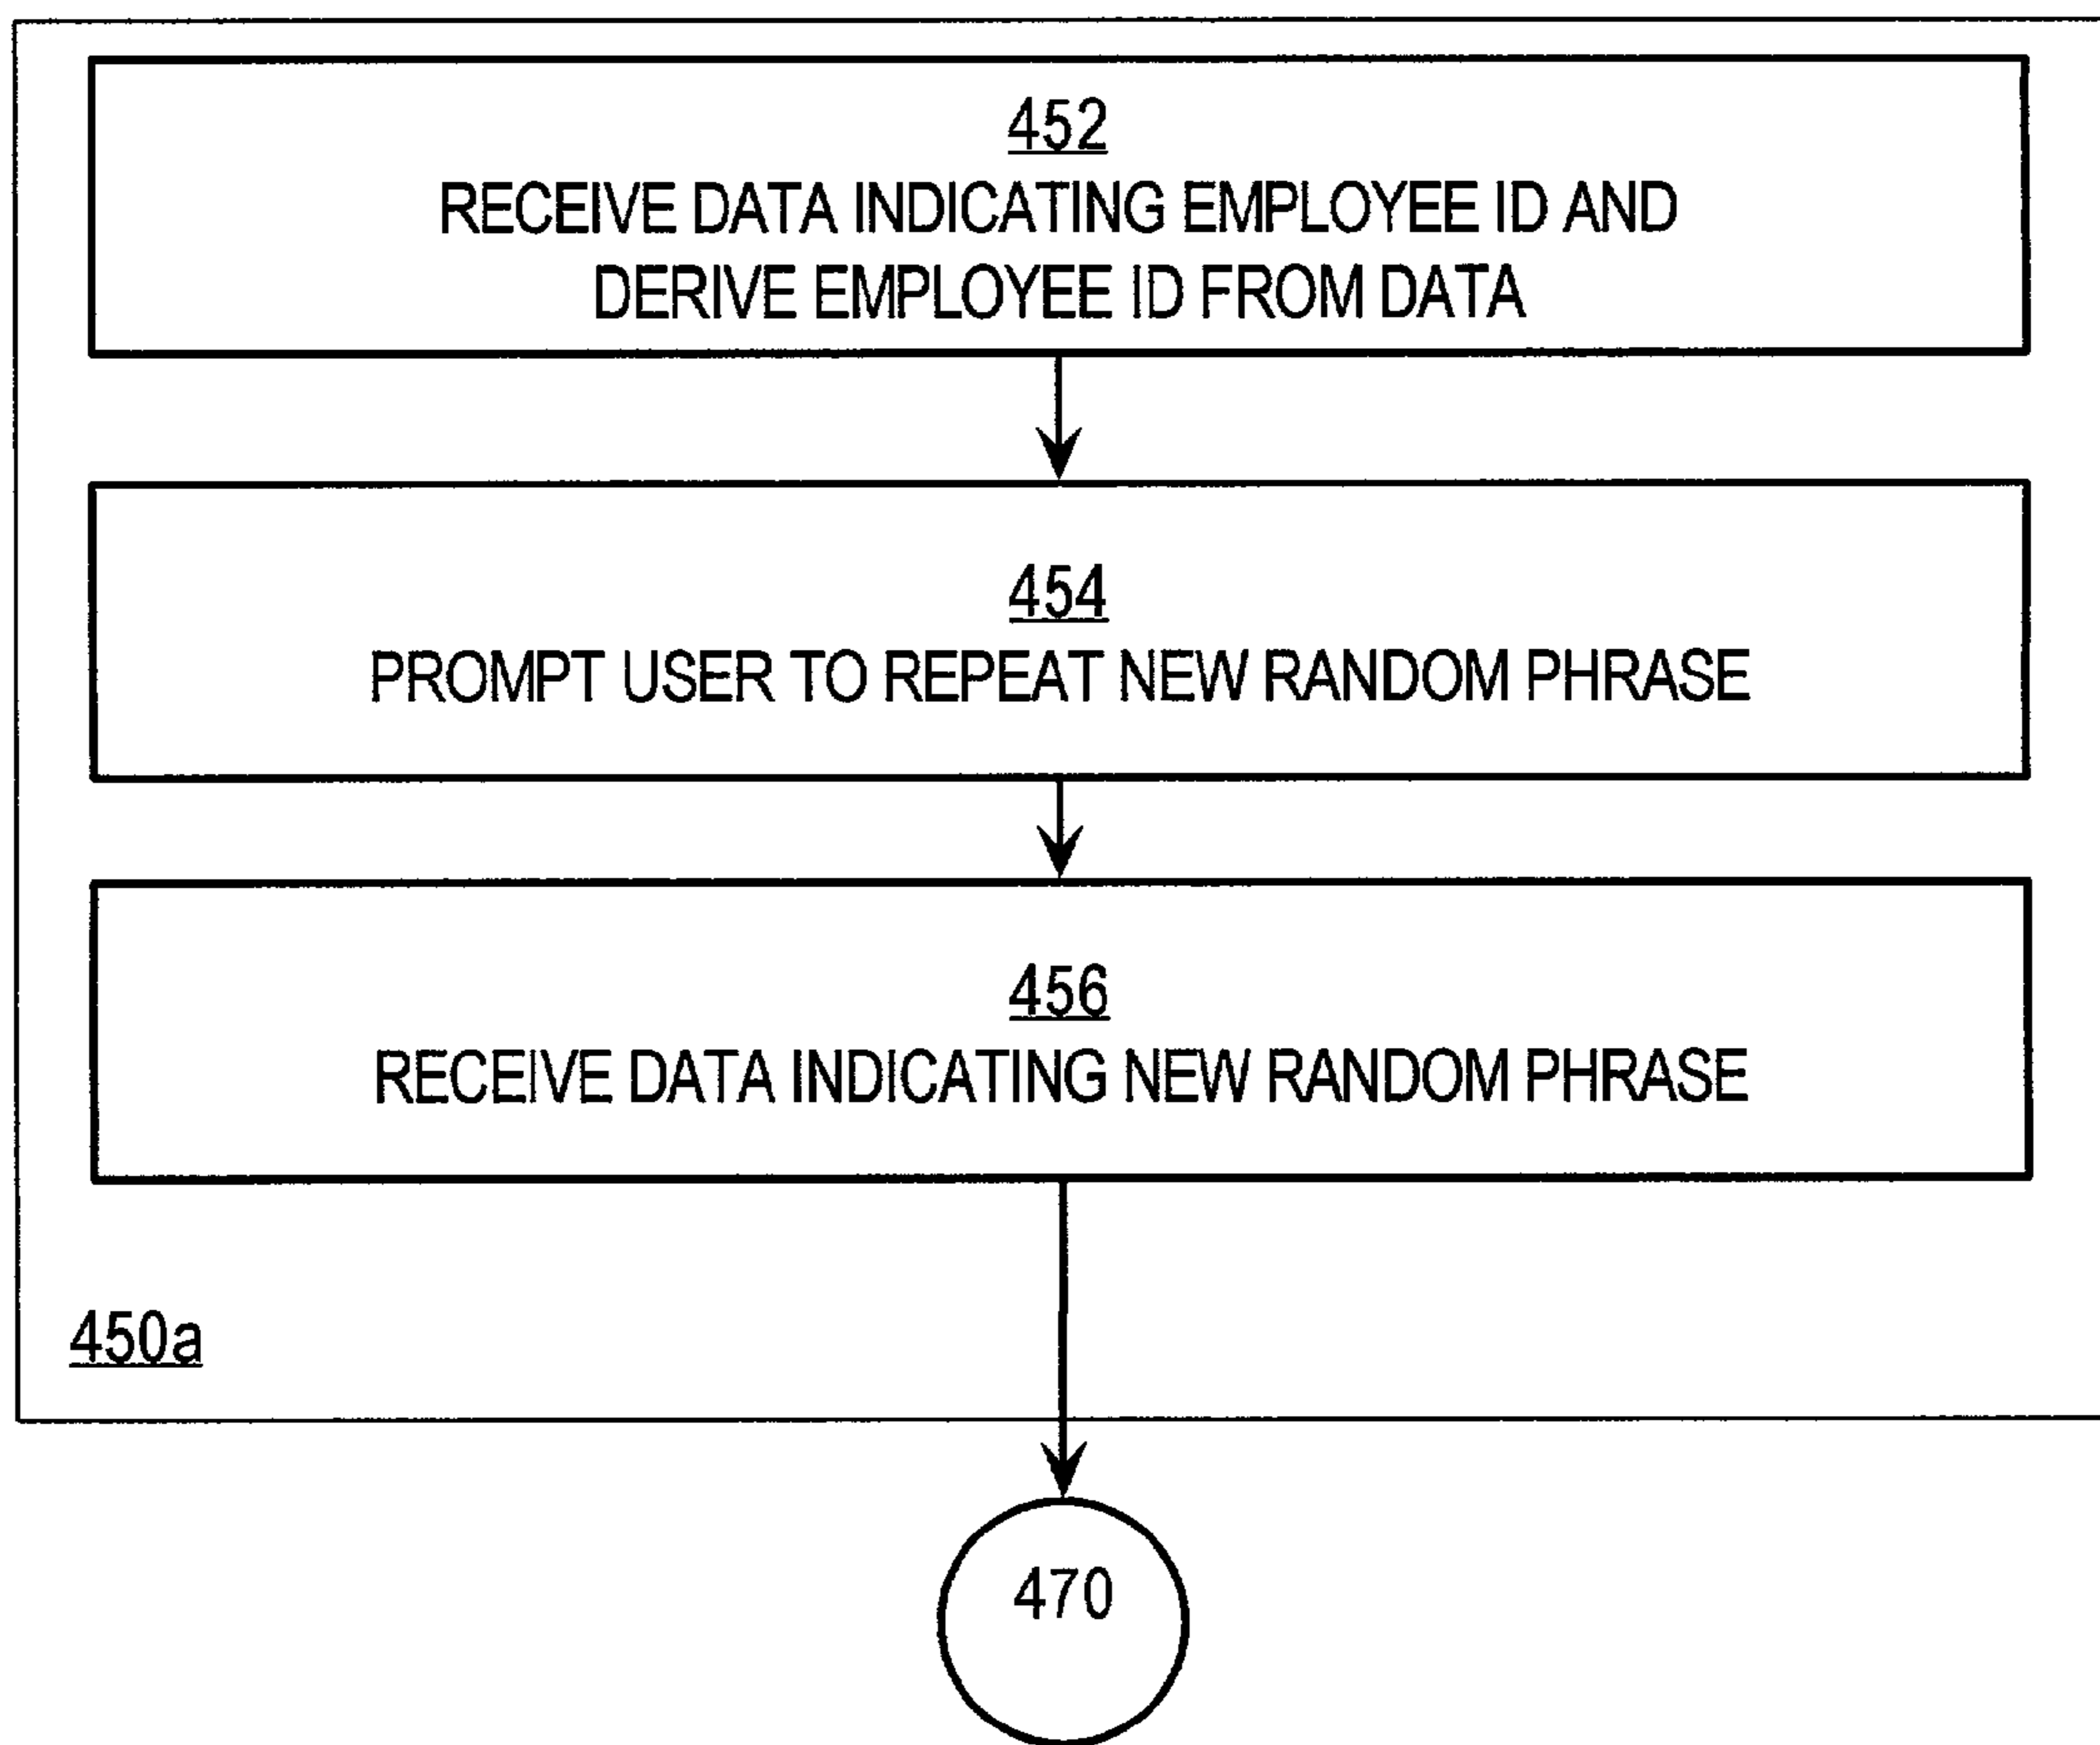 452
RECEIVE DATA INDICATING EMPLOYEE ID AND
DERIVE EMPLOYEE ID FROM DATA
454
PROMPT USER TO REPEAT NEW RANDOM PHRASE
456
RECEIVE DATA INDICATING NEW RANDOM PHRASE
450a
470